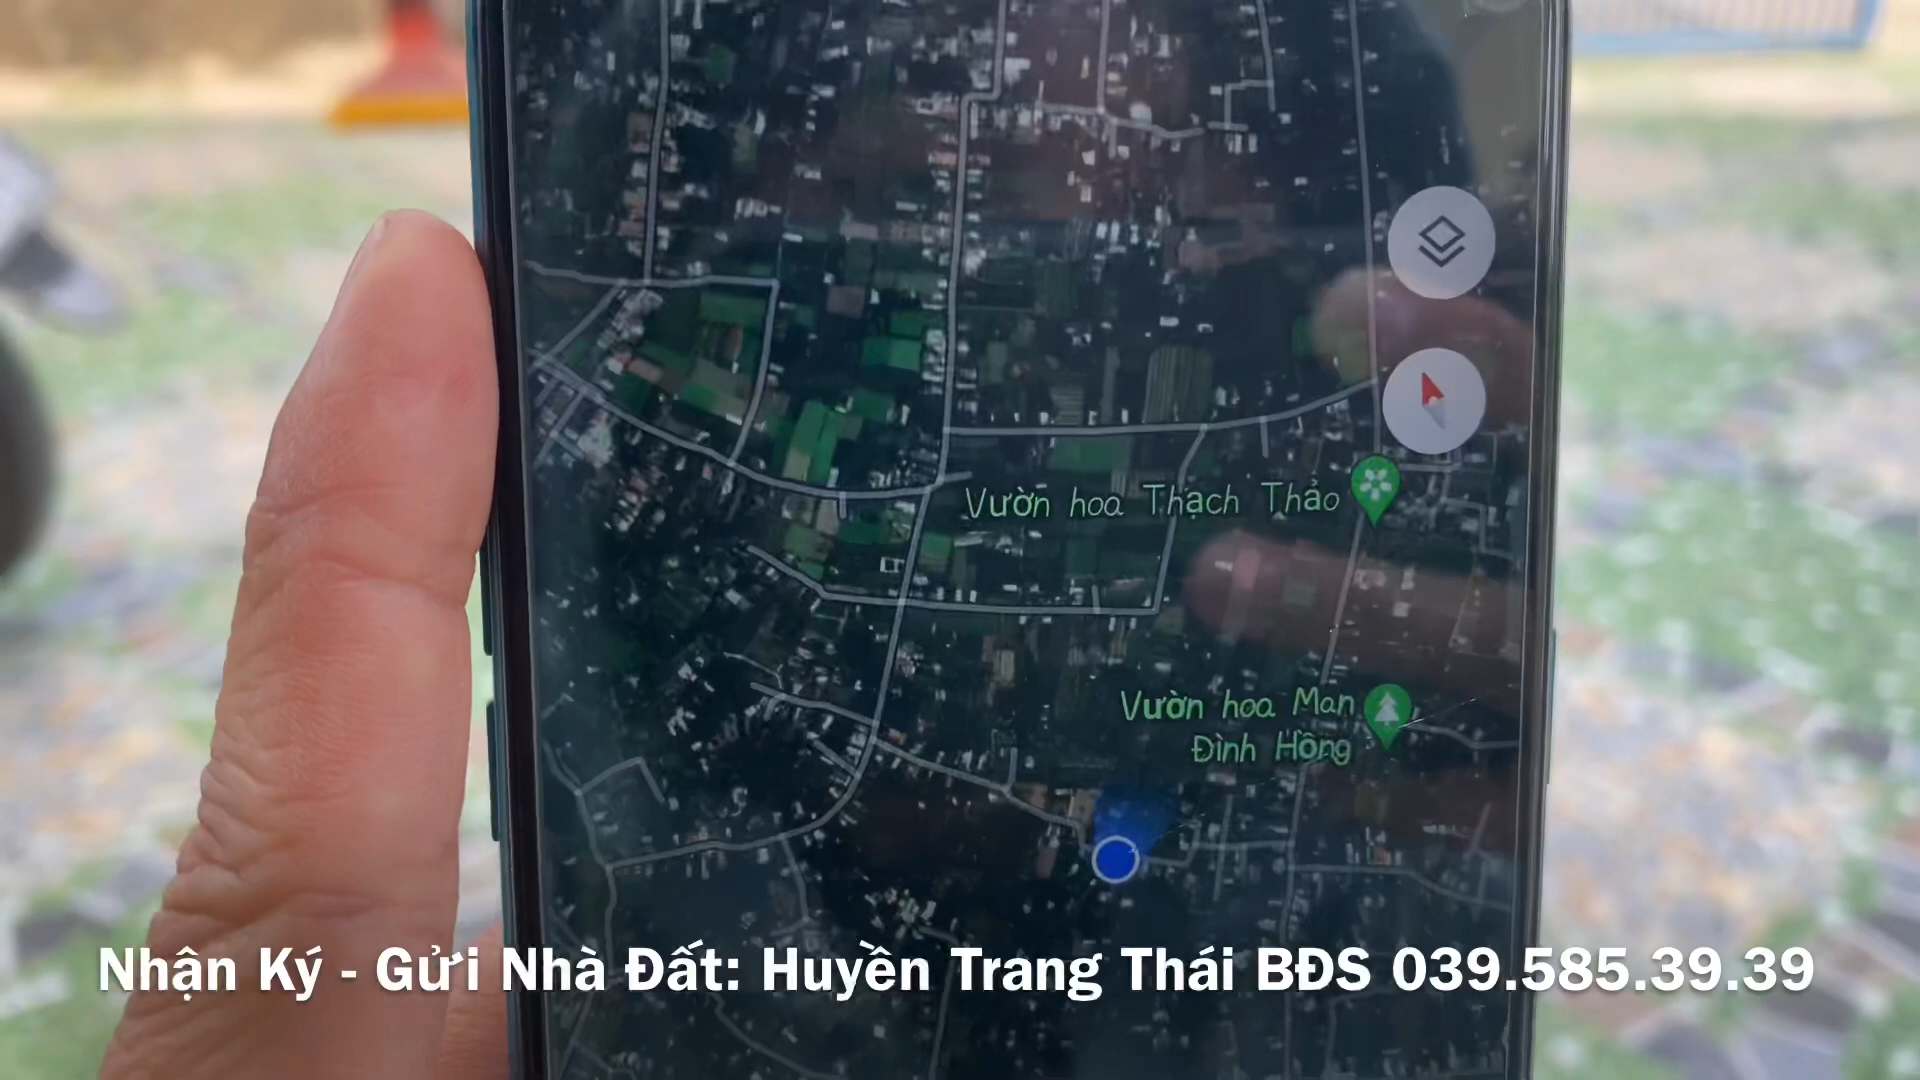 Vườn hoa Thạch Thảo
Vườn hoa Man
Đình Hồng
Nhận Ký - Gửi Nhà Đất: Huyền Trang Thái BĐS 039.585.39.39